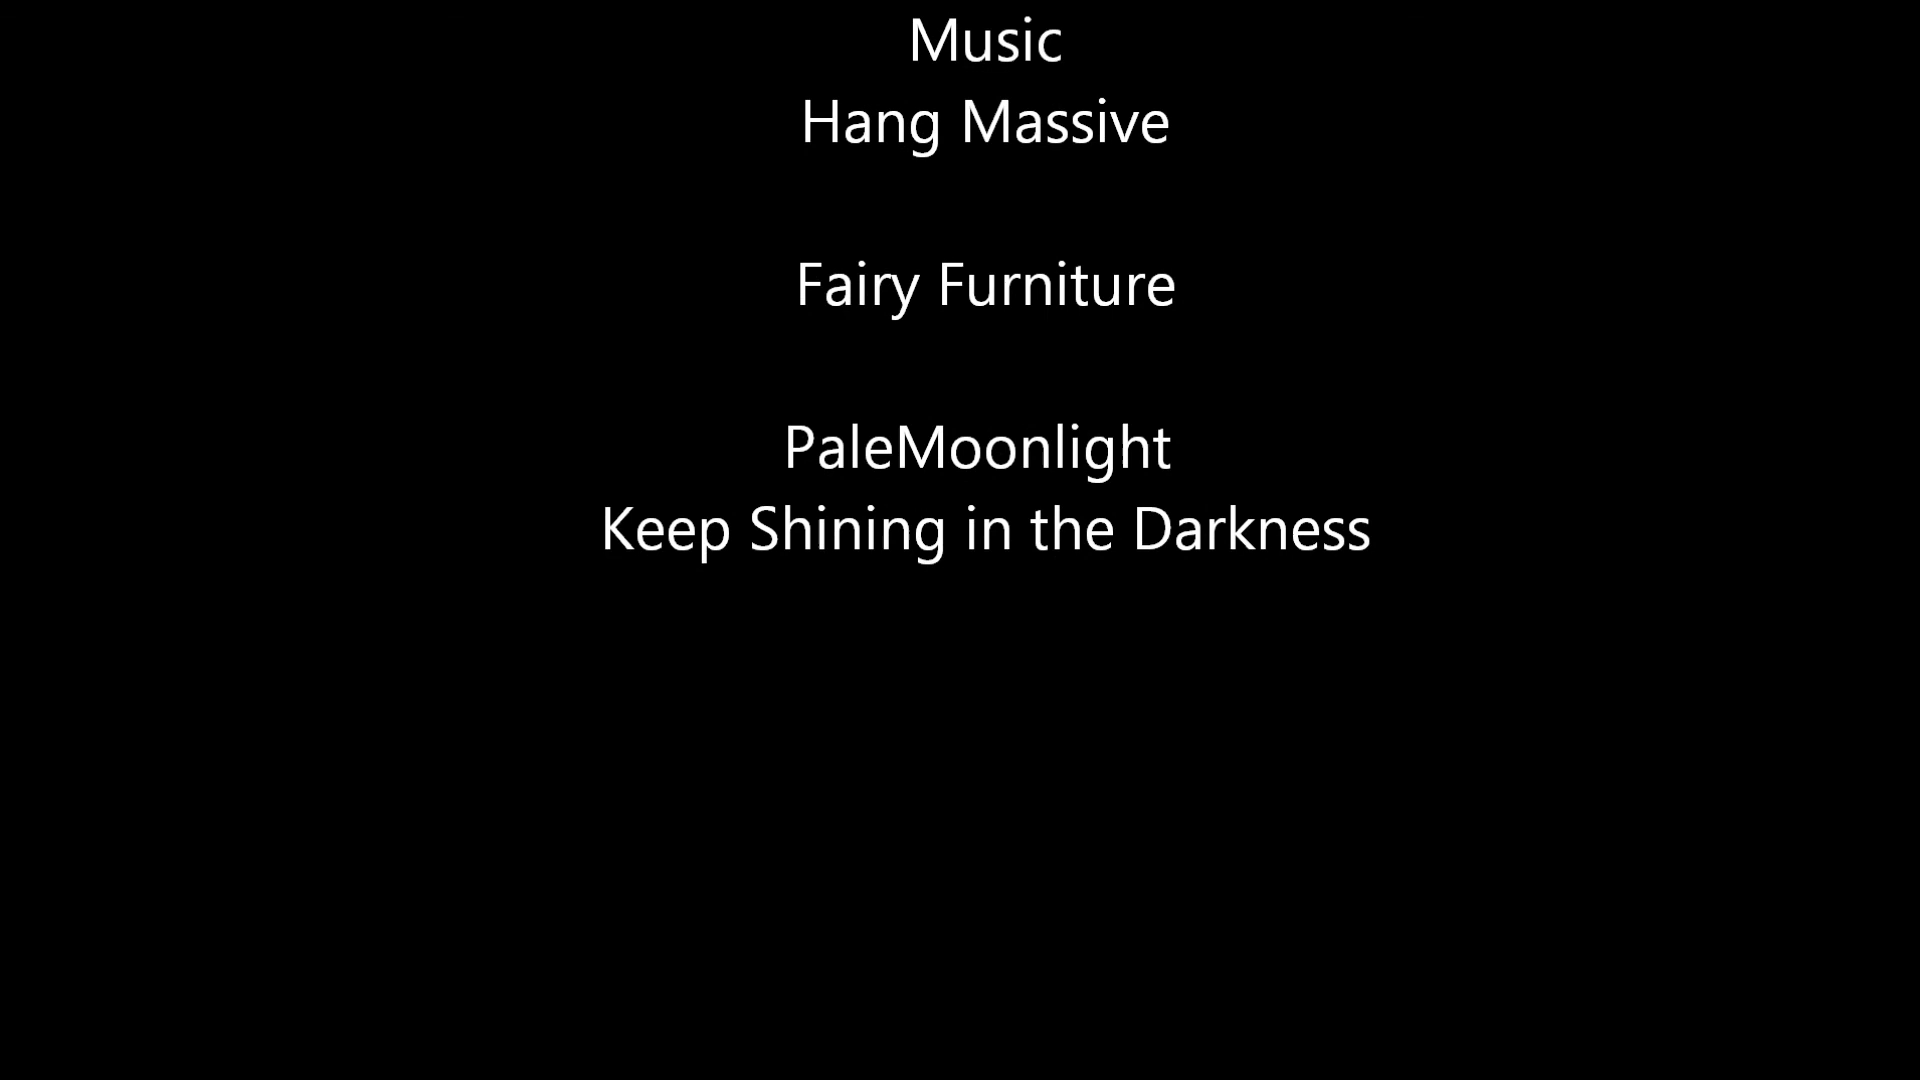 Music
Hang Massive
Fairy Furniture
PaleMoonlight
Keep Shining in the Darkness